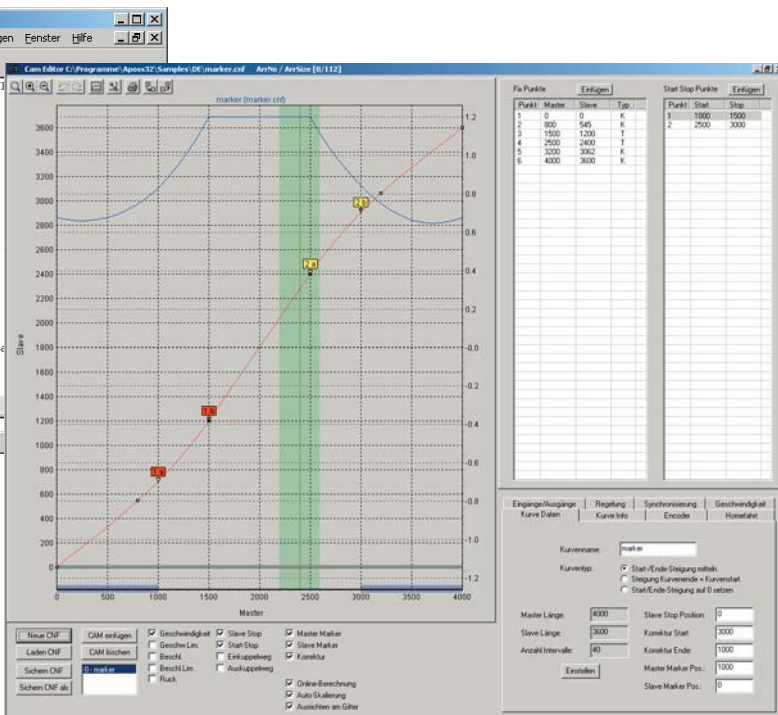 gen Fenster Hilfe
Cam Editor C:\Programme\Aposs32\Samples\DE\marker.cnf ArrNo / ArrSize [0/112]
marker (marker.cnf)
3600
3400
3200
3000
2800
2600
2400
2200
2000
1800
1600
1400
1200
1000
800
600
400
200
0
Slave
1.2
1.0
0.8
0.6
0.4
0.2
-0.0
-0.2
-0.4
-0.6
-0.8
-1.0
-1.2
2 b
2 a
1 b
1 a
0 500 1000 1500 2000 2500 3000 3500 4000
Master
Fix Punkte Einfügen
Punkt Master Slave Typ
1 0 0 K
2 800 545 K
3 1500 1200 T
4 2500 2400 T
5 3200 3062 K
6 4000 3600 K
Start Stop Punkte Einfügen
Punkt Start Stop
1 1000 1500
2 2500 3000
Eingänge/Ausgänge Regelung Synchronisierung Geschwindigkeit
Kurve Daten Kurve Info Encoder Homefahrt
Kurvenname: marker
Kurventyp: Start-/Ende-Steigung mitteln
Steigung Kurvenende = Kurvenstart
Start/Ende-Steigung auf 0 setzen
Master Länge: 4000 Slave Stop Position: 0
Slave Länge: 3600 Korrektur Start: 3000
Anzahl Intervalle: 40 Korrektur Ende: 1000
Einstellen Master Marker Pos.: 1000
Slave Marker Pos.: 0
Neue CNF CAM einfügen Geschwindigkeit Slave Stop Master Marker
Laden CNF CAM löschen Geschw.Lim. Start-Stop Slave Marker
Sichern CNF 0 - marker Beschl. Einkuppelweg Korrektur
Sichern CNF als Beschl.Lim. Auskuppelweg
Ruck Online-Berechnung
Auto-Skalierung
Ausrichten am Gitter